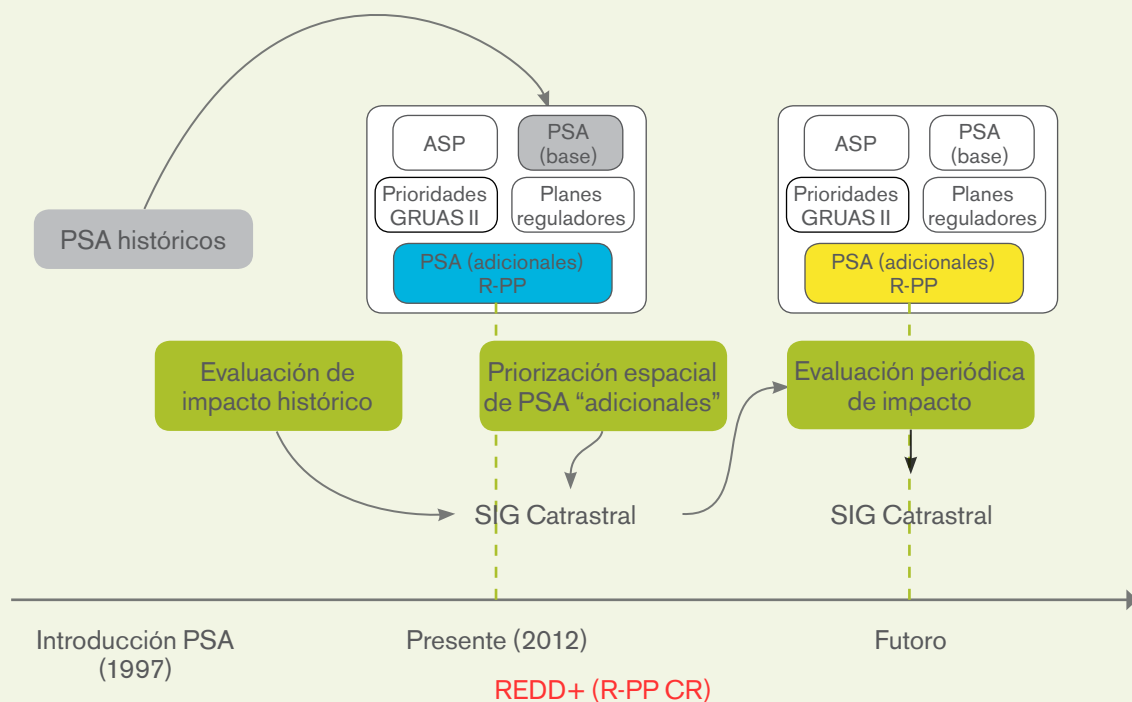 ASP
PSA
(base)
Prioridades
GRUAS II
Planes
reguladores
PSA (adicionales)
R-PP
ASP
PSA
(base)
Prioridades
GRUAS II
Planes
reguladores
PSA (adicionales)
R-PP
PSA históricos
Evaluación de
impacto histórico
Priorización espacial
de PSA “adicionales”
Evaluación periódica
de impacto
SIG Catrastral
SIG Catrastral
Introducción PSA
(1997)
Presente (2012)
Futoro
REDD+ (R-PP CR)